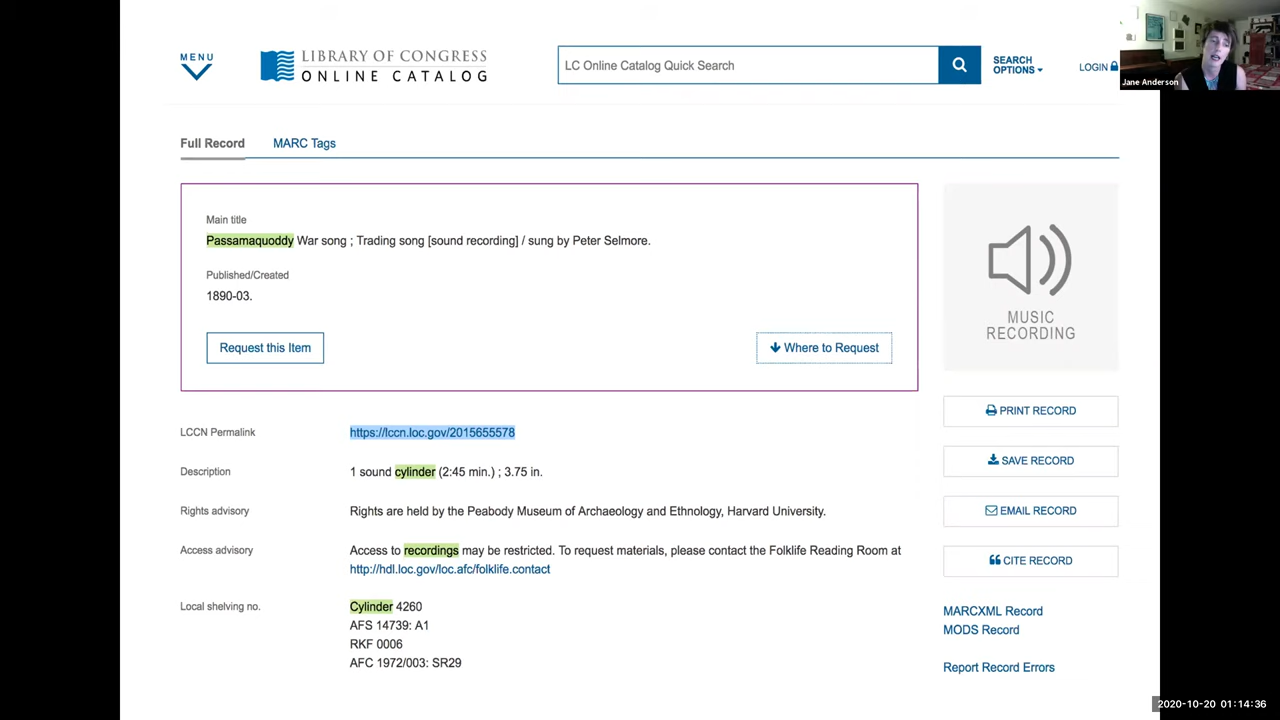 MENU
LIBRARY OF CONGRESS
ONLINE CATALOG
LC Online Catalog Quick Search
SEARCH
OPTIONS
LOGIN
Jane Anderson
Full Record
MARC Tags
Main title
Passamaquoddy War song ; Trading song [sound recording] / sung by Peter Selmore.
Published/Created
1890-03.
Request this Item
Where to Request
MUSIC
RECORDING
LCCN Permalink
https://lccn.loc.gov/2015655578
Description
1 sound cylinder (2:45 min.) ; 3.75 in.
Rights advisory
Rights are held by the Peabody Museum of Archaeology and Ethnology, Harvard University.
Access advisory
Access to recordings may be restricted. To request materials, please contact the Folklife Reading Room at
http://hdl.loc.gov/loc.afc/folklife.contact
Local shelving no.
Cylinder 4260
AFS 14739: A1
RKF 0006
AFC 1972/003: SR29
PRINT RECORD
SAVE RECORD
EMAIL RECORD
CITE RECORD
MARCXML Record
MODS Record
Report Record Errors
2020-10-20 01:14:36